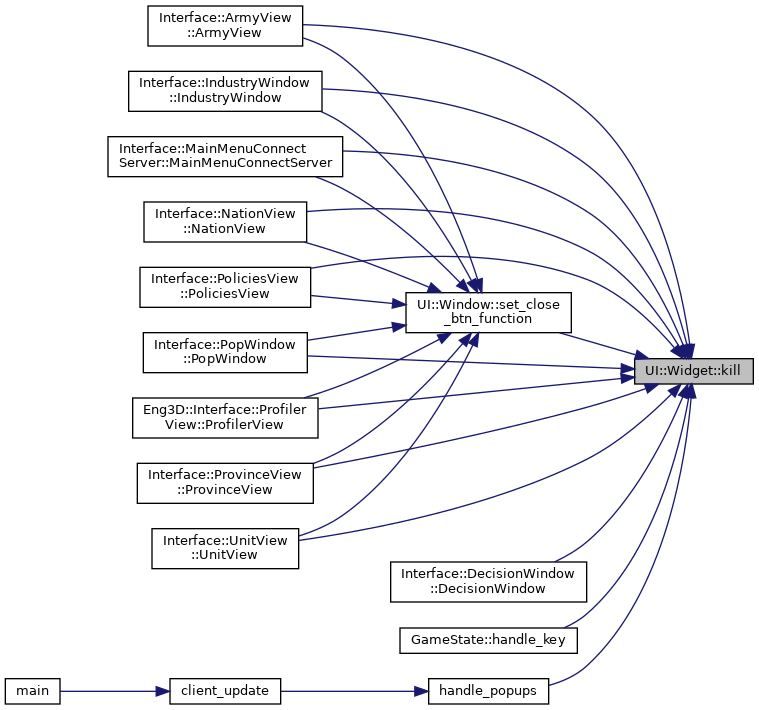 Interface::ArmyView
::ArmyView
Interface::IndustryWindow
::IndustryWindow
Interface::MainMenuConnect
Server::MainMenuConnectServer
Interface::NationView
::NationView
Interface::PoliciesView
::PoliciesView
UI::Window::set_close
_btn_function
Interface::PopWindow
::PopWindow
UI::Widget::kill
Eng3D::Interface::Profiler
View::ProfilerView
Interface::ProvinceView
::ProvinceView
Interface::UnitView
::UnitView
Interface::DecisionWindow
::DecisionWindow
GameState::handle_key
main
client_update
handle_popups